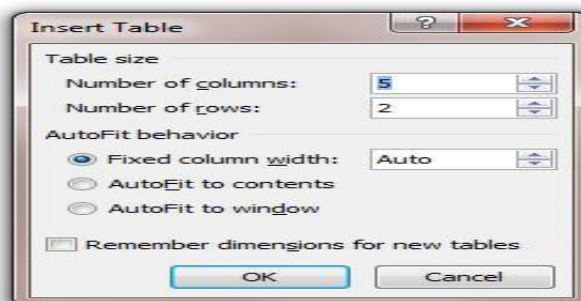 Insert Table
Table size
Number of columns: 5
Number of rows: 2
AutoFit behavior
Fixed column width: Auto
AutoFit to contents
AutoFit to window
Remember dimensions for new tables
OK Cancel